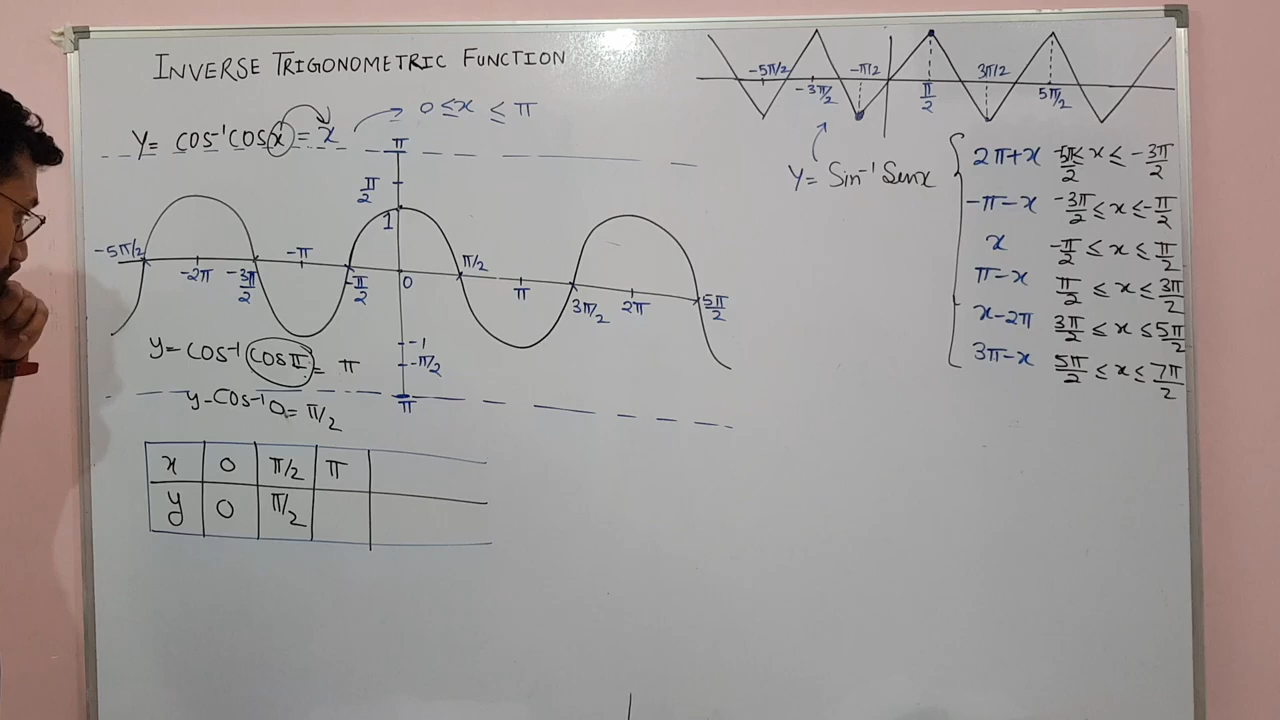 INVERSE TRIGONOMETRIC FUNCTION
y = cos⁻¹ cos x = x → 0 ≤ x ≤ π
π
π/2
1
-5π/2 -2π -3π/2 -π -π/2 0 π/2 π 3π/2 2π 5π/2
-1
-π/2
π
y = cos⁻¹ cos π = π
y - cos⁻¹ 0 = π/2
x 0 π/2 π
y 0 π/2
-5π/2 -3π/2 -π/2 π/2 3π/2 5π/2
y = Sin⁻¹ Sinx
2π+x -5π/2 ≤ x ≤ -3π/2
-π-x -3π/2 ≤ x ≤ -π/2
x -π/2 ≤ x ≤ π/2
π-x π/2 ≤ x ≤ 3π/2
x-2π 3π/2 ≤ x ≤ 5π/2
3π-x 5π/2 ≤ x ≤ 7π/2